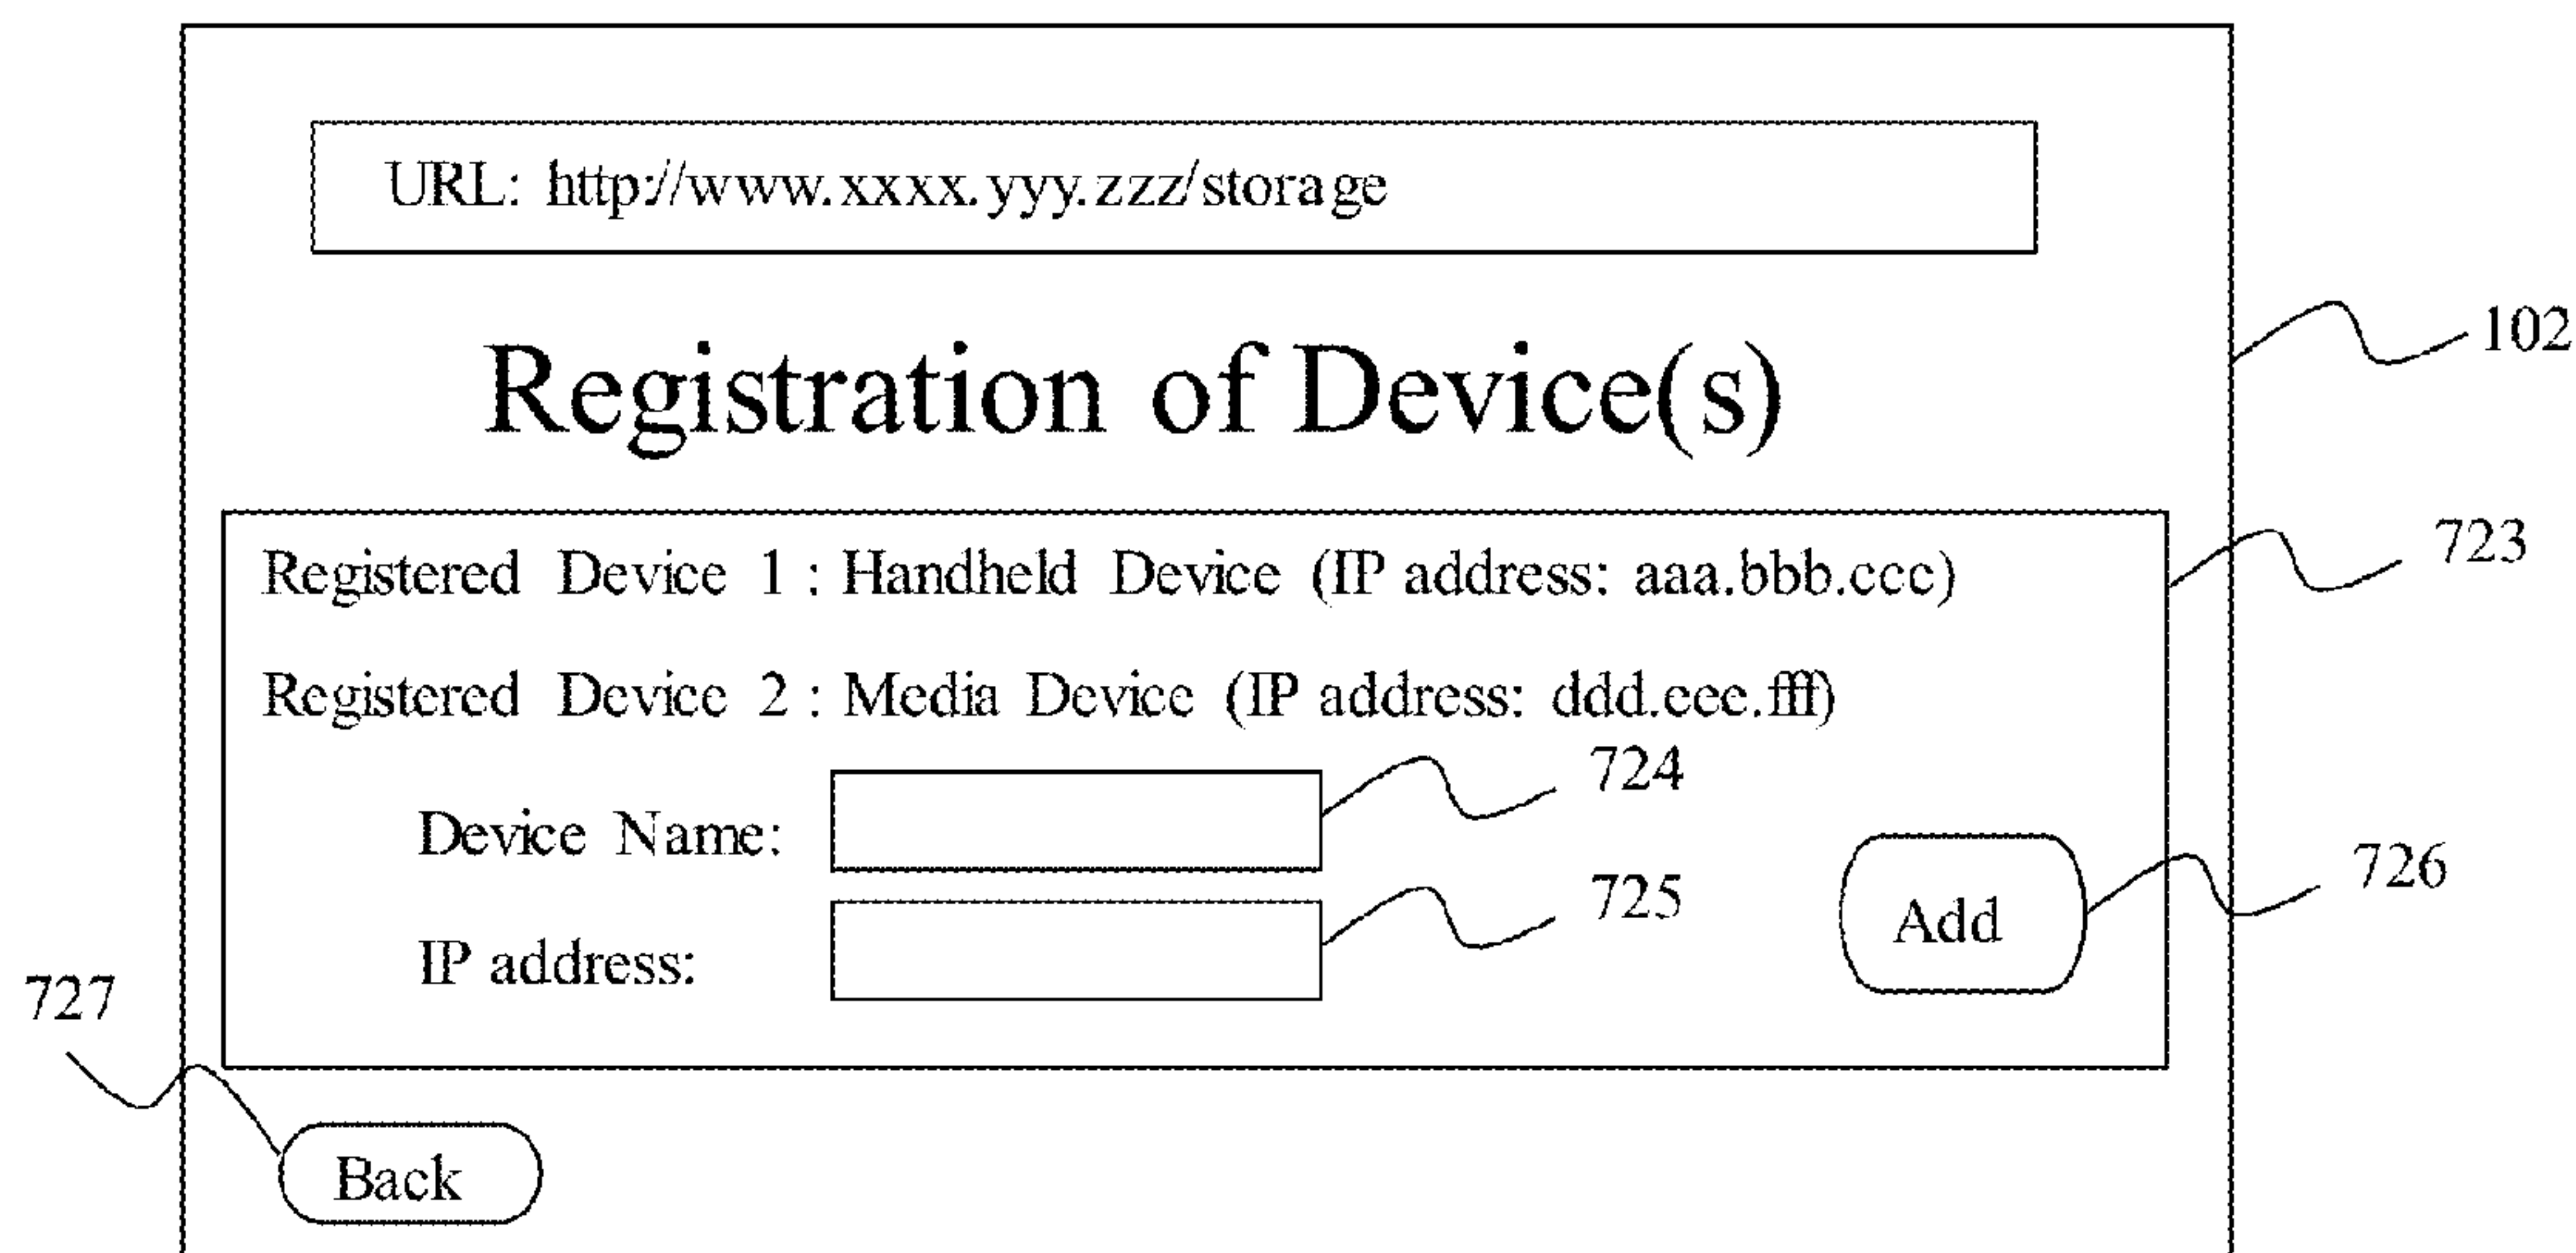 URL: http://www.xxxx.yyy.zzz/storage
102
Registration of Device(s)
723
Registered Device 1 : Handheld Device (IP address: aaa.bbb.ccc)
Registered Device 2 : Media Device (IP address: ddd.eee.fff)
724
Device Name:
725
726
Add
IP address:
727
Back